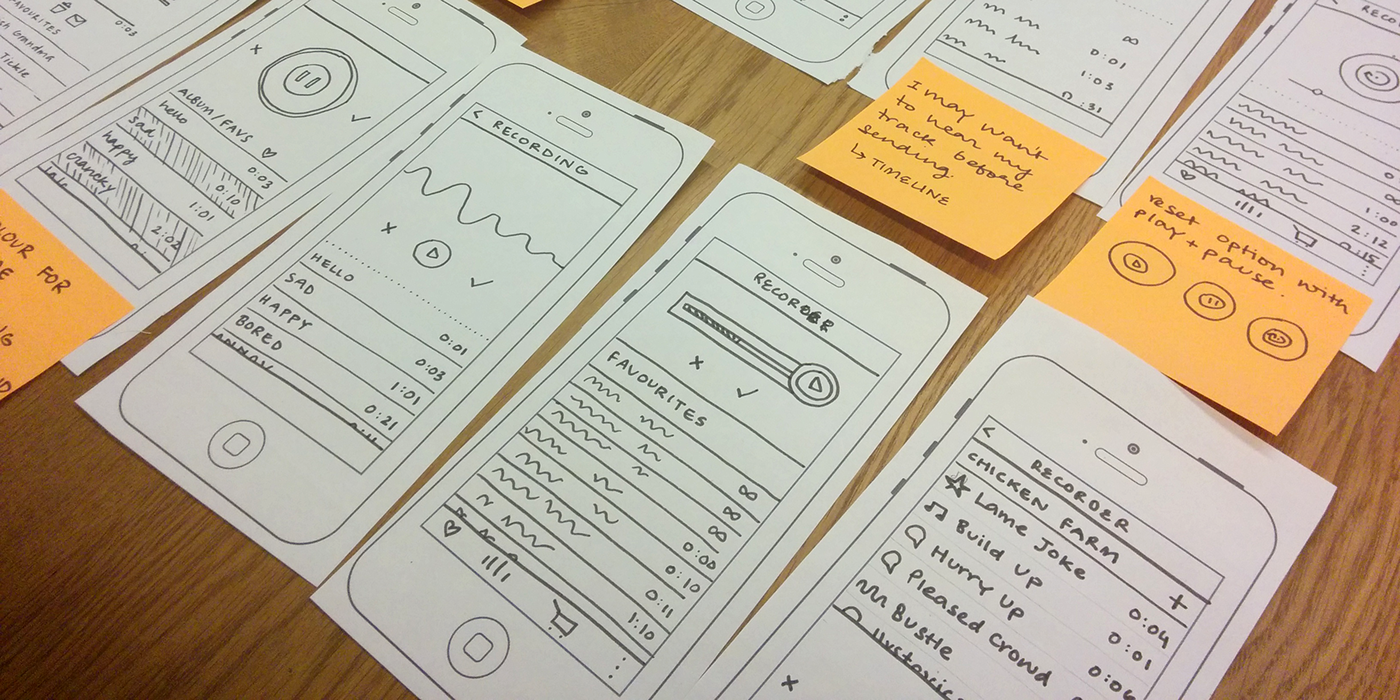 FAVOURITES
0:03
Grandma
Tickle
ALBUM/FAVS
hello 0:03
sad 0:10
happy 1:01
cranky 2:02
OUR FOR
< RECORDING
HELLO 0:01
SAD 0:03
HAPPY 1:01
BORED 0:21
RECORDER
FAVOURITES
∞
∞
∞
0:00
0:10
0:11
1:10
∞
0:01
1:03
0:31
I may want
to hear my
track before
sending.
↳ TIMELINE
1:00
2:12
0:15
reset option with
play + pause.
< RECORDER
CHICKEN FARM +
Lame Joke 0:04
Build Up 0:01
Hurry Up 0:06
Pleased Crowd
Bustle